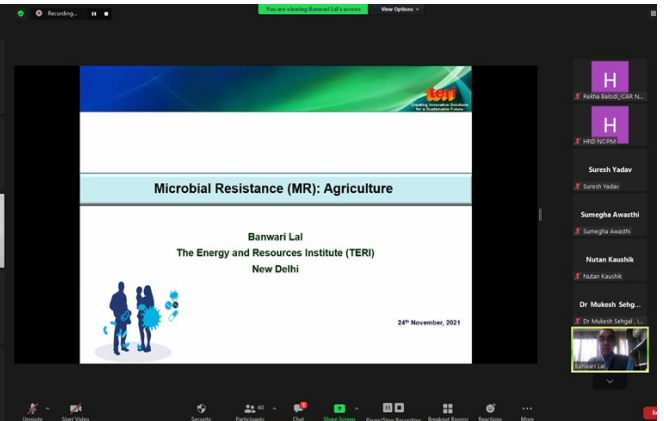 Recording...
You are viewing Banwari Lal's screen
View Options
teri
Creating Innovative Solutions
for a Sustainable Future
Microbial Resistance (MR): Agriculture
Banwari Lal
The Energy and Resources Institute (TERI)
New Delhi
24th November, 2021
H
Rekha Balodi_ICAR N...
H
HRD NCIPM
Suresh Yadav
Suresh Yadav
Sumegha Awasthi
Sumegha Awasthi
Nutan Kaushik
Nutan Kaushik
Dr Mukesh Sehg...
Dr Mukesh Sehgal, I...
Banwari Lal
Unmute
Start Video
Security
40
Participants
Chat
Share Screen
Pause/Stop Recording
Breakout Rooms
Reactions
More